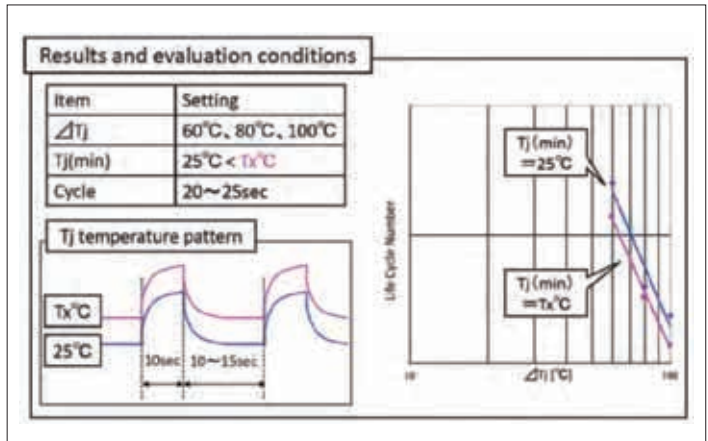 Results and evaluation conditions
Item Setting
⊿Tj 60℃、80℃、100℃
Tj(min) 25℃ < Tx℃
Cycle 20～25sec
Tj temperature pattern
Tx℃
25℃
10sec 10～15sec
Life Cycle Number
Tj(min)
=25℃
Tj(min)
=Tx℃
10 100
⊿Tj [℃]